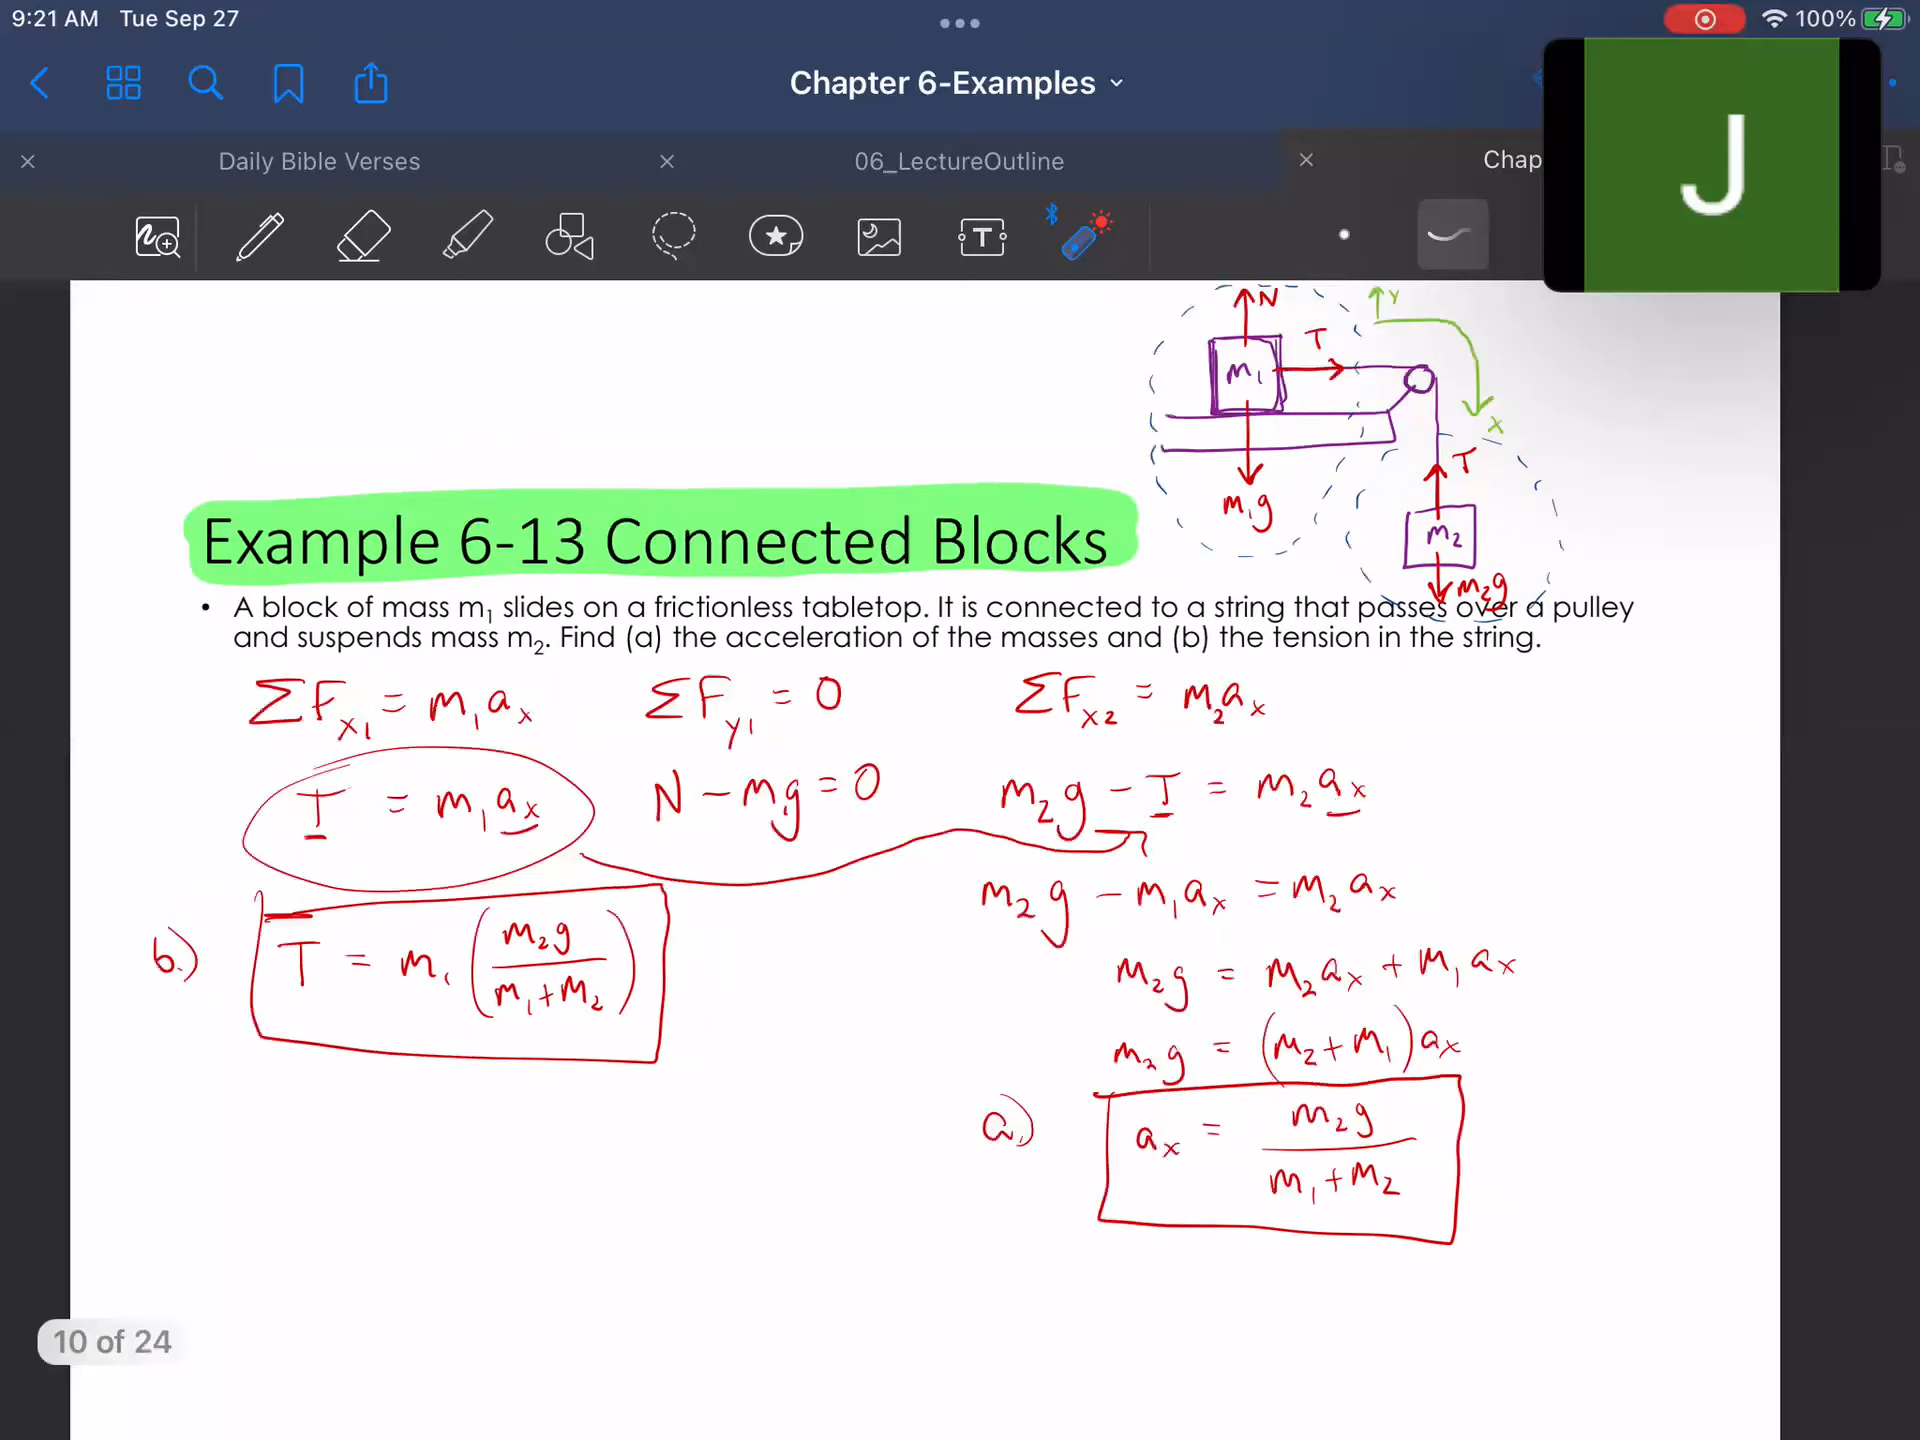 9:21 AM Tue Sep 27
100%
Chapter 6-Examples
Daily Bible Verses
06_LectureOutline
Chap
J
N
Y
T
m₁
X
T
m₁g
m₂
m₂g
Example 6-13 Connected Blocks
• A block of mass m₁ slides on a frictionless tabletop. It is connected to a string that passes over a pulley
and suspends mass m₂. Find (a) the acceleration of the masses and (b) the tension in the string.
ΣFx₁ = m₁ax ΣFy₁ = 0 ΣFx₂ = m₂ax
T = m₁ax N - m₁g = 0 m₂g - T = m₂ax
m₂g - m₁ax = m₂ax
b.) T = m₁ (m₂g / m₁+m₂)
m₂g = m₂ax + m₁ax
m₂g = (m₂+m₁)ax
a.) ax = m₂g / m₁+m₂
10 of 24